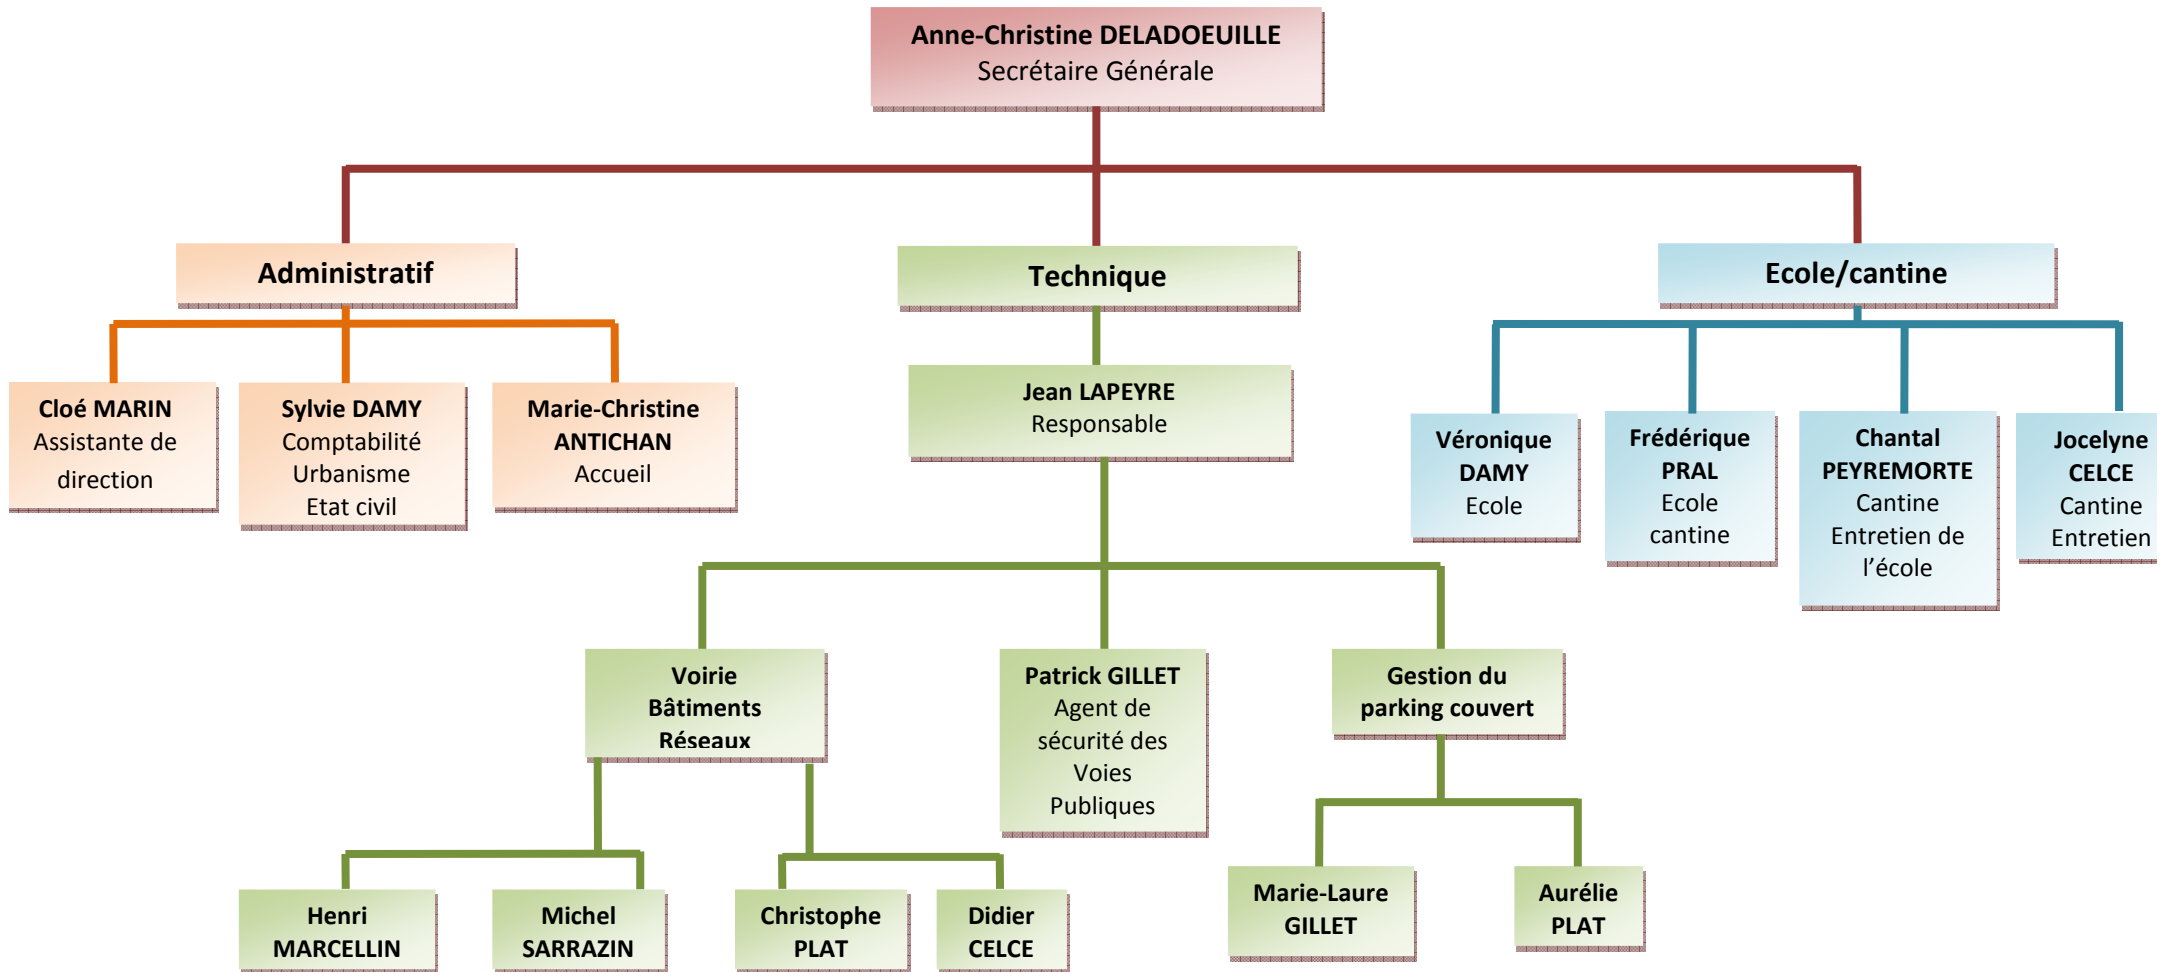 Anne-Christine DELADOEUILLE
Secrétaire Générale
Administratif
Technique
Ecole/cantine
Cloé MARIN
Assistante de
direction
Sylvie DAMY
Comptabilité
Urbanisme
Etat civil
Marie-Christine
ANTICHAN
Accueil
Jean LAPEYRE
Responsable
Véronique
DAMY
Ecole
Frédérique
PRAL
Ecole
cantine
Chantal
PEYREMORTE
Cantine
Entretien de
l’école
Jocelyne
CELCE
Cantine
Entretien
Voirie
Bâtiments
Réseaux
Patrick GILLET
Agent de
sécurité des
Voies
Publiques
Gestion du
parking couvert
Henri
MARCELLIN
Michel
SARRAZIN
Christophe
PLAT
Didier
CELCE
Marie-Laure
GILLET
Aurélie
PLAT